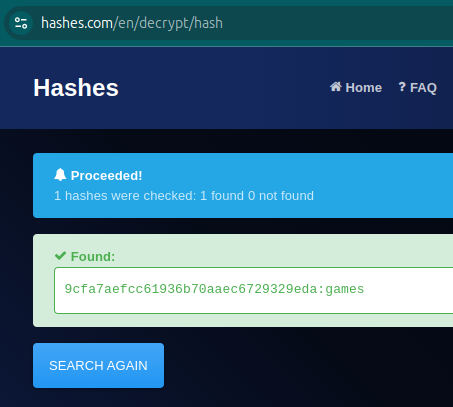 hashes.com/en/decrypt/hash
Hashes
Home
? FAQ
Proceeded!
1 hashes were checked: 1 found 0 not found
Found:
9cfa7aefcc61936b70aaec6729329eda:games
SEARCH AGAIN